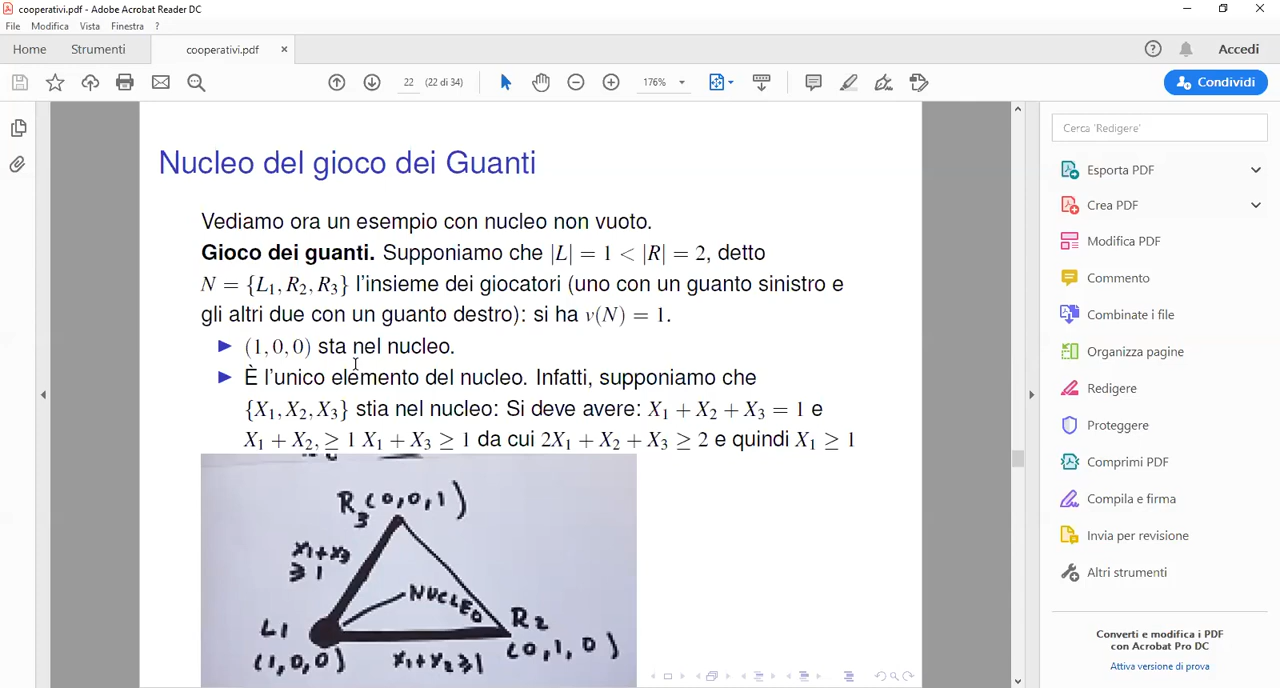 cooperativi.pdf - Adobe Acrobat Reader DC
File Modifica Vista Finestra ?
Home Strumenti cooperativi.pdf × Accedi
22 (22 di 34) 176% Condividi
Nucleo del gioco dei Guanti
Vediamo ora un esempio con nucleo non vuoto.
Gioco dei guanti. Supponiamo che |L| = 1 < |R| = 2, detto
N = {L₁, R₂, R₃} l'insieme dei giocatori (uno con un guanto sinistro e
gli altri due con un guanto destro): si ha v(N) = 1.
▶ (1, 0, 0) sta nel nucleo.
▶ È l'unico elemento del nucleo. Infatti, supponiamo che
{X₁, X₂, X₃} stia nel nucleo: Si deve avere: X₁ + X₂ + X₃ = 1 e
X₁ + X₂, ≥ 1 X₁ + X₃ ≥ 1 da cui 2X₁ + X₂ + X₃ ≥ 2 e quindi X₁ ≥ 1
R₃ (0,0,1)
x₁+x₃
≥ 1
NUCLEO
L1
R₂
(1,0,0)
x₁+x₂≥1
(0,1,0)
Cerca 'Redigere'
Esporta PDF
Crea PDF
Modifica PDF
Commento
Combinate i file
Organizza pagine
Redigere
Proteggere
Comprimi PDF
Compila e firma
Invia per revisione
Altri strumenti
Converti e modifica i PDF
con Acrobat Pro DC
Attiva versione di prova